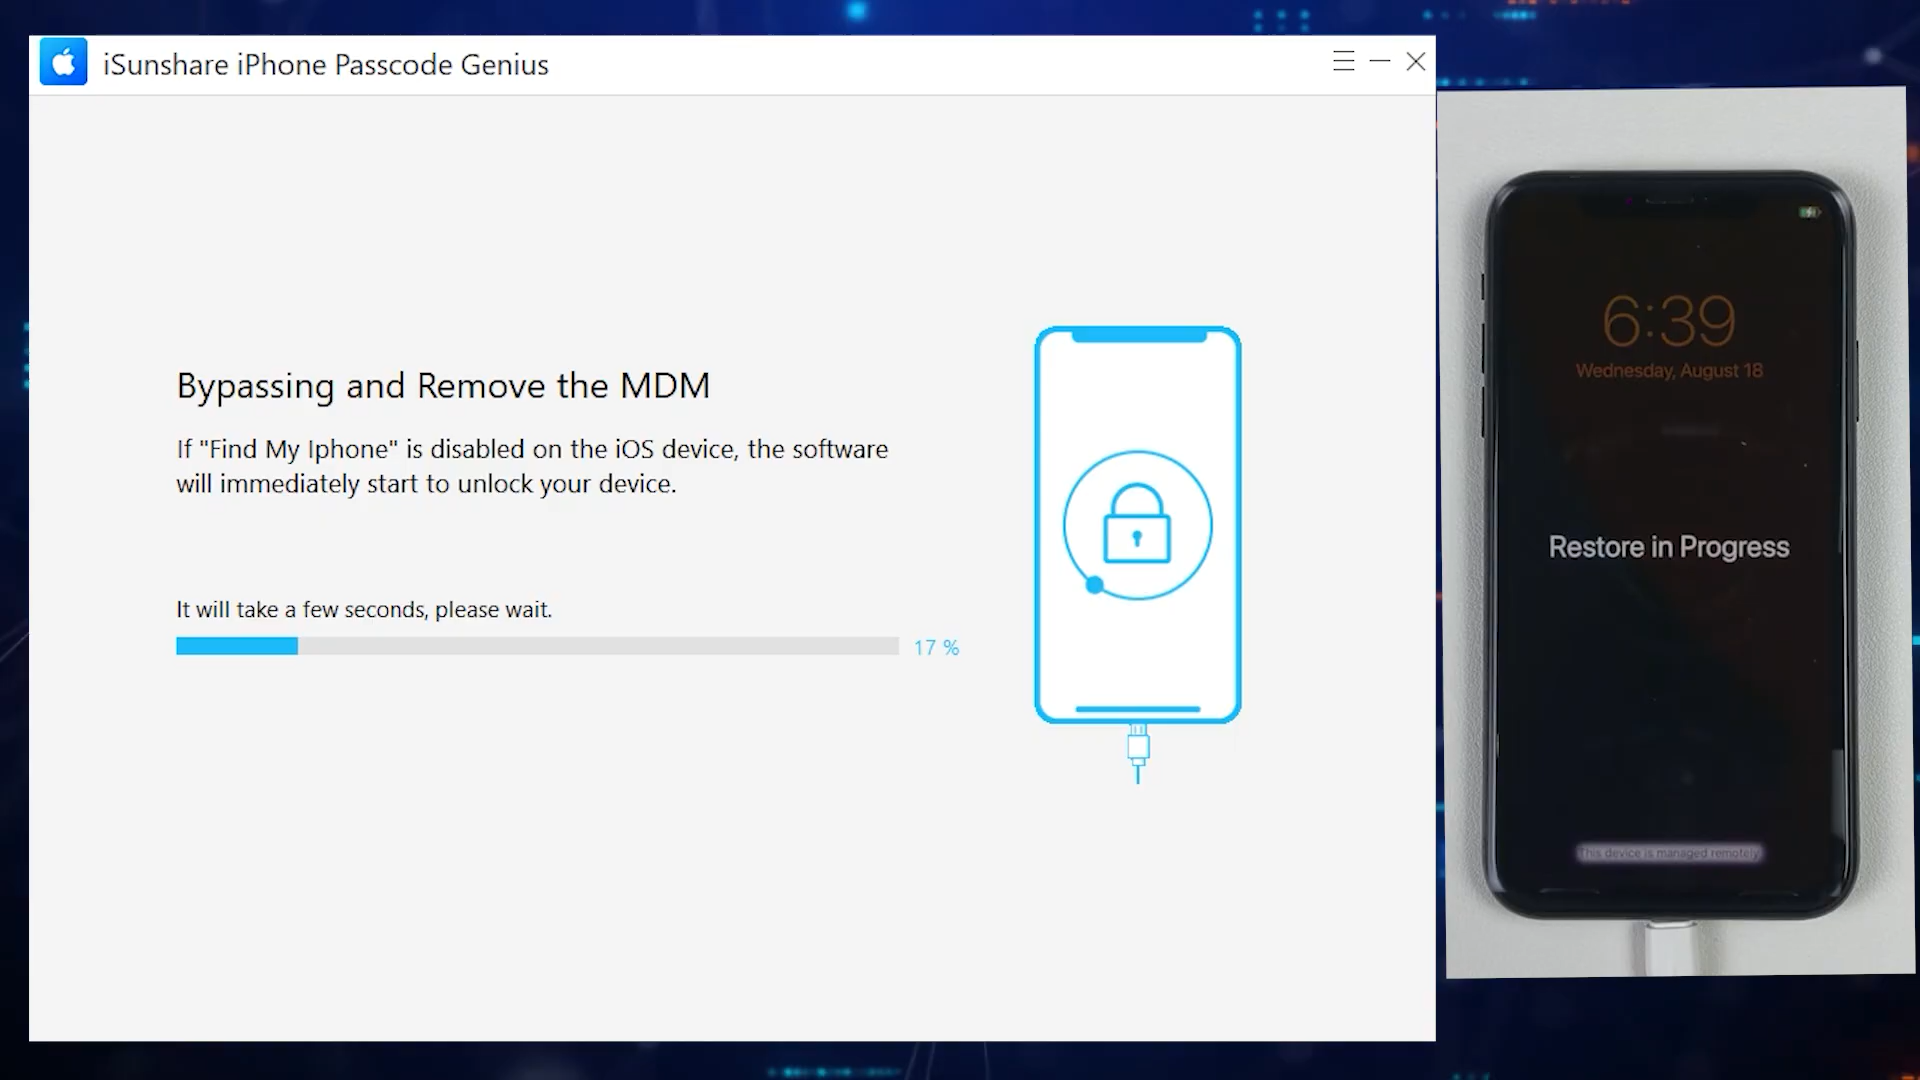 iSunshare iPhone Passcode Genius
Bypassing and Remove the MDM
If "Find My Iphone" is disabled on the iOS device, the software
will immediately start to unlock your device.
It will take a few seconds, please wait.
17 %
6:39
Wednesday, August 18
Restore in Progress
This device is managed remotely